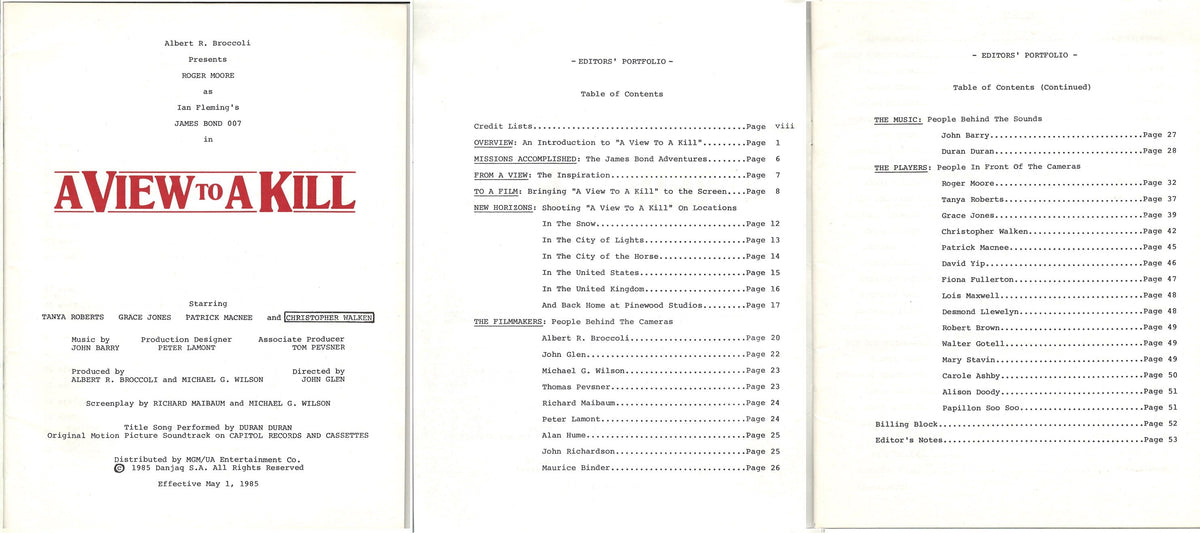 Albert R. Broccoli
Presents
ROGER MOORE
as
Ian Fleming's
JAMES BOND 007
in
A VIEW TO A KILL
Starring
TANYA ROBERTS GRACE JONES PATRICK MACNEE and CHRISTOPHER WALKEN
Music by Production Designer Associate Producer
JOHN BARRY PETER LAMONT TOM PEVSNER
Produced by Directed by
ALBERT R. BROCCOLI and MICHAEL G. WILSON JOHN GLEN
Screenplay by RICHARD MAIBAUM and MICHAEL G. WILSON
Title Song Performed by DURAN DURAN
Original Motion Picture Soundtrack on CAPITOL RECORDS AND CASSETTES
Distributed by MGM/UA Entertainment Co.
© 1985 Danjaq S.A. All Rights Reserved
Effective May 1, 1985
- EDITORS' PORTFOLIO -
Table of Contents
Credit Lists...........................................Page viii
OVERVIEW: An Introduction to "A View To A Kill".........Page 1
MISSIONS ACCOMPLISHED: The James Bond Adventures.......Page 6
FROM A VIEW: The Inspiration...........................Page 7
TO A FILM: Bringing "A View To A Kill" to the Screen....Page 8
NEW HORIZONS: Shooting "A View To A Kill" On Locations
In The Snow..............................Page 12
In The City of Lights....................Page 13
In The City of the Horse.................Page 14
In The United States.....................Page 15
In The United Kingdom....................Page 16
And Back Home at Pinewood Studios........Page 17
THE FILMMAKERS: People Behind The Cameras
Albert R. Broccoli.......................Page 20
John Glen................................Page 22
Michael G. Wilson........................Page 23
Thomas Pevsner...........................Page 23
Richard Maibaum..........................Page 24
Peter Lamont.............................Page 24
Alan Hume................................Page 25
John Richardson..........................Page 25
Maurice Binder...........................Page 26
- EDITORS' PORTFOLIO -
Table of Contents (Continued)
THE MUSIC: People Behind The Sounds
John Barry...............................Page 27
Duran Duran..............................Page 28
THE PLAYERS: People In Front Of The Cameras
Roger Moore..............................Page 32
Tanya Roberts............................Page 37
Grace Jones..............................Page 39
Christopher Walken.......................Page 42
Patrick Macnee...........................Page 45
David Yip................................Page 46
Fiona Fullerton..........................Page 47
Lois Maxwell.............................Page 48
Desmond Llewelyn.........................Page 48
Robert Brown.............................Page 49
Walter Gotell............................Page 49
Mary Stavin..............................Page 49
Carole Ashby.............................Page 50
Alison Doody.............................Page 51
Papillon Soo Soo.........................Page 51
Billing Block..........................................Page 52
Editor's Notes.........................................Page 53